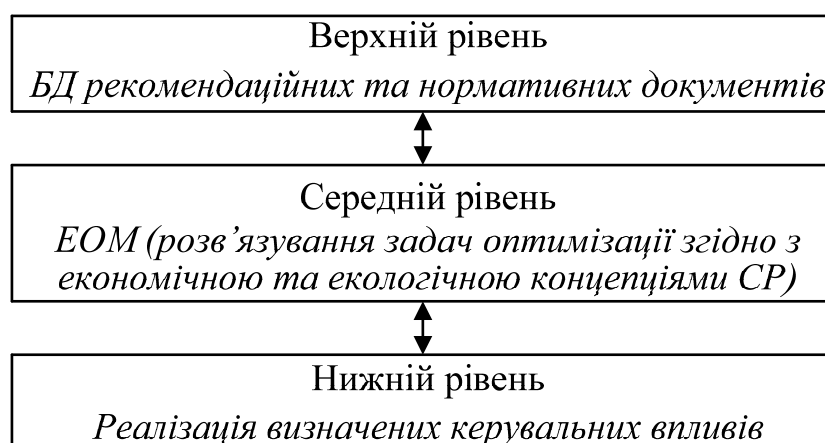 Верхній рівень
БД рекомендаційних та нормативних документів
Середній рівень
ЕОМ (розв’язування задач оптимізації згідно з
економічною та екологічною концепціями СР)
Нижній рівень
Реалізація визначених керувальних впливів